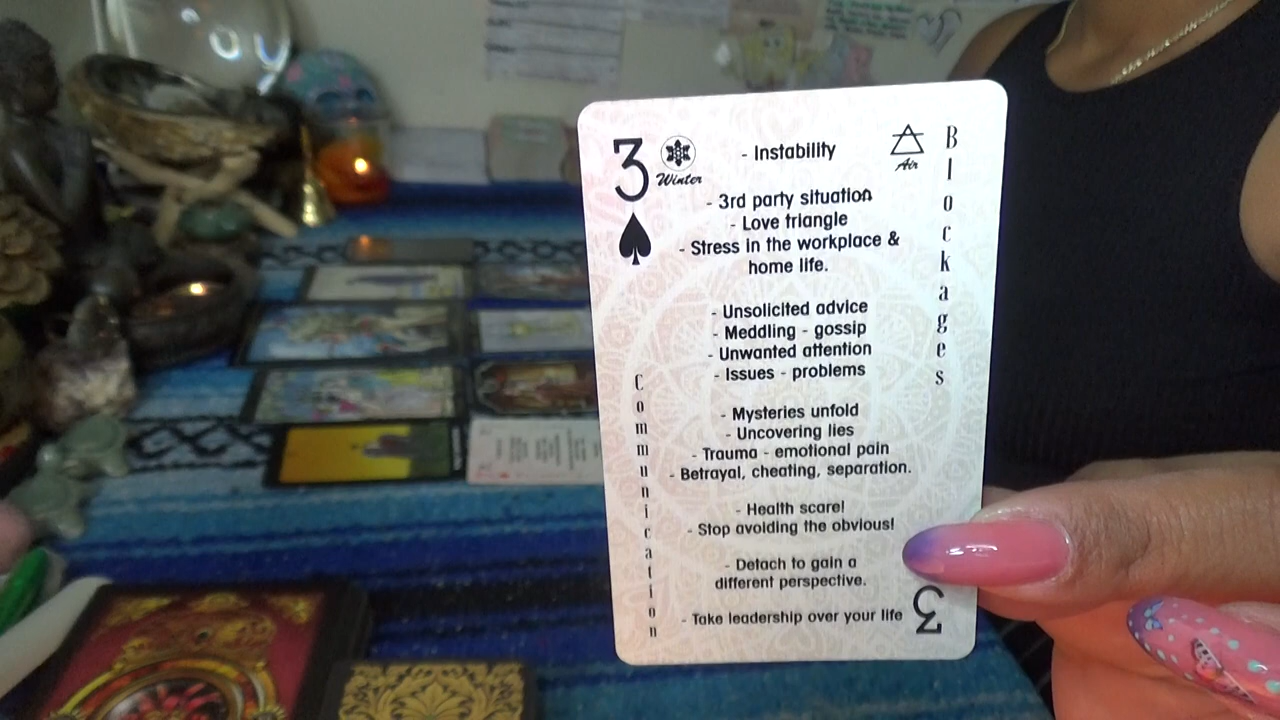 3
Winter
- Instability
Air
Blockages
- 3rd party situation
- Love triangle
- Stress in the workplace &
home life.
- Unsolicited advice
- Meddling - gossip
- Unwanted attention
- Issues - problems
Communnication
- Mysteries unfold
- Uncovering lies
- Trauma - emotional pain
- Betrayal, cheating, separation.
- Health scare!
- Stop avoiding the obvious!
- Detach to gain a
different perspective.
- Take leadership over your life
3